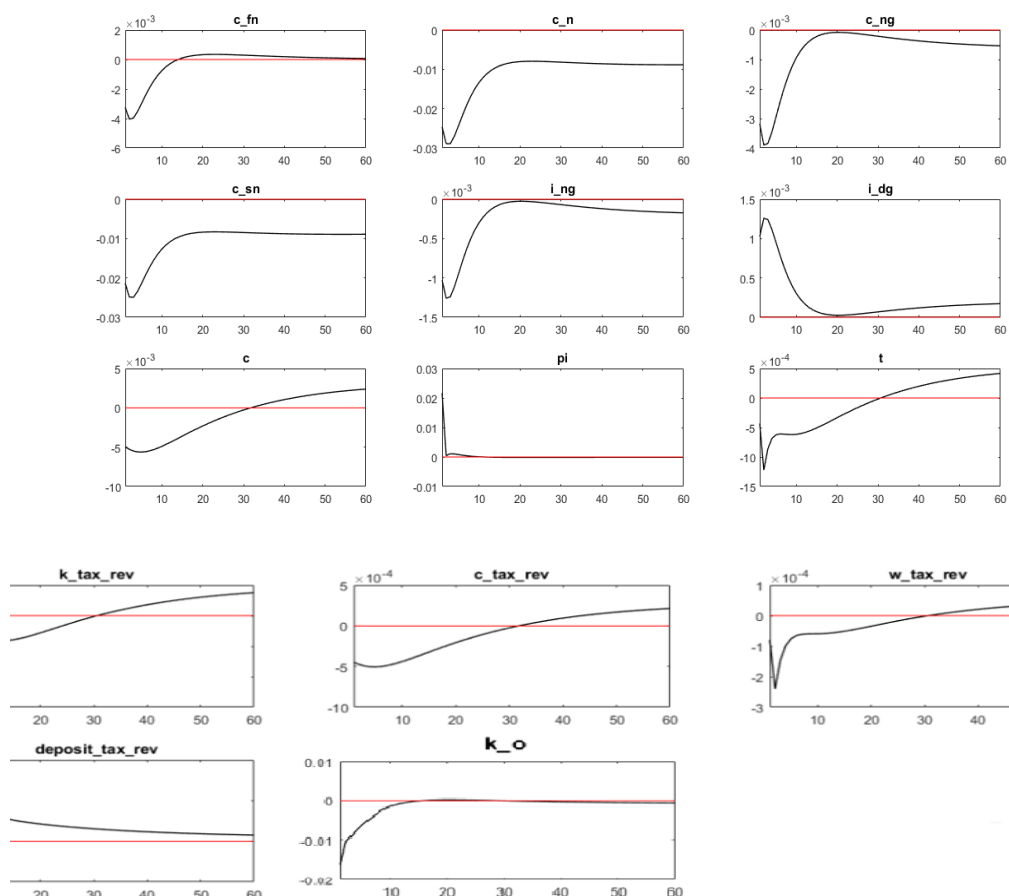 c_fn
×10⁻³
2
0
-2
-4
-6
10 20 30 40 50 60
c_n
0
-0.01
-0.02
-0.03
10 20 30 40 50 60
c_ng
×10⁻³
0
-1
-2
-3
-4
10 20 30 40 50 60
c_sn
0
-0.01
-0.02
-0.03
10 20 30 40 50 60
i_ng
×10⁻³
0
-0.5
-1
-1.5
10 20 30 40 50 60
i_dg
×10⁻³
1.5
1
0.5
0
10 20 30 40 50 60
c
×10⁻³
5
0
-5
-10
10 20 30 40 50 60
pi
0.03
0.02
0.01
0
-0.01
10 20 30 40 50 60
t
×10⁻⁴
5
0
-5
-10
-15
10 20 30 40 50 60
k_tax_rev
20 30 40 50 60
c_tax_rev
×10⁻⁴
5
0
-5
-10
10 20 30 40 50 60
w_tax_rev
×10⁻⁴
1
0
-1
-2
-3
10 20 30 40
deposit_tax_rev
20 30 40 50 60
k_o
0.01
0
-0.01
-0.02
10 20 30 40 50 60